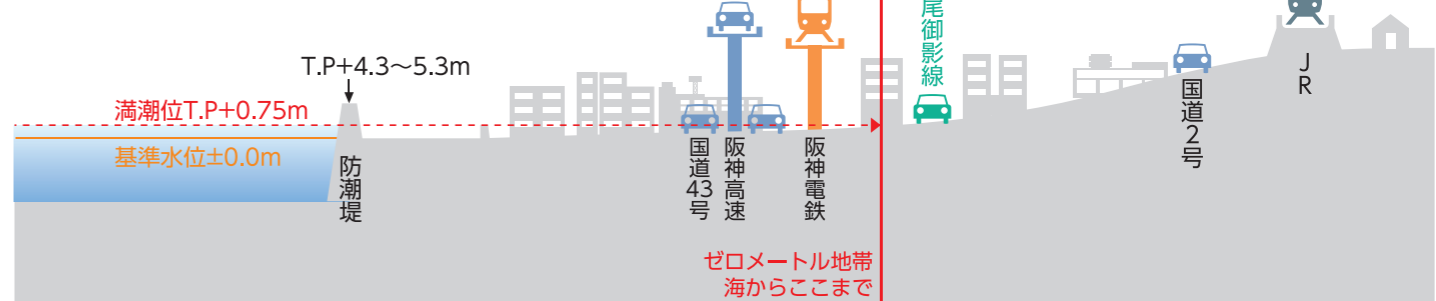 T.P+4.3〜5.3m
満潮位T.P+0.75m
基準水位±0.0m
防潮堤
国道43号
阪神高速
阪神電鉄
尾御影線
国道2号
JR
ゼロメートル地帯
海からここまで